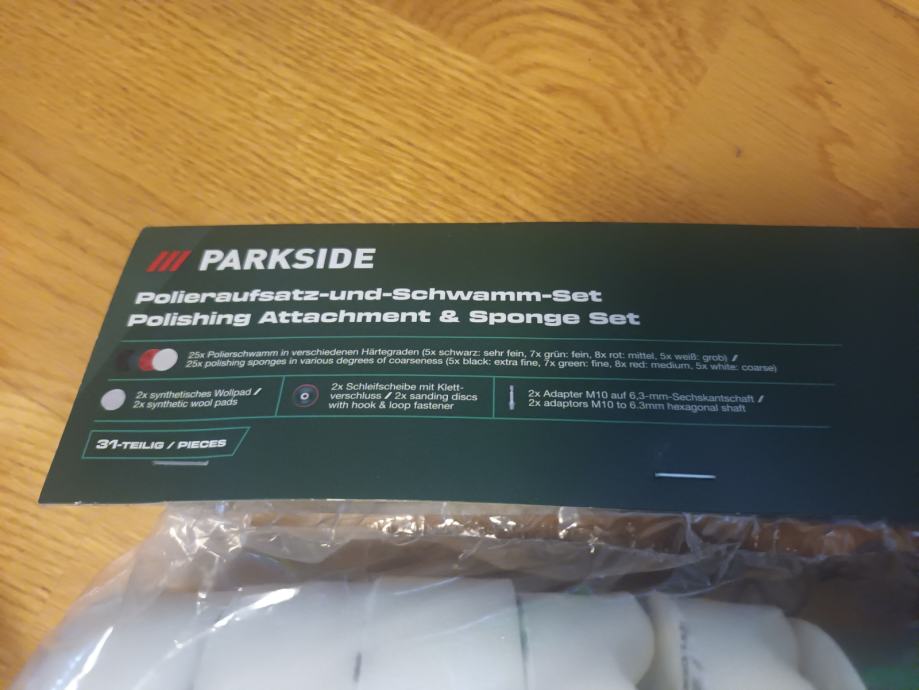 PARKSIDE
Polieraufsatz-und-Schwamm-Set
Polishing Attachment & Sponge Set
25x Polierschwamm in verschiedenen Härtegraden (5x schwarz: sehr fein, 7x grün: fein, 8x rot: mittel, 5x weiß: grob) //
25x polishing sponges in various degrees of coarseness (5x black: extra fine, 7x green: fine, 8x red: medium, 5x white: coarse)
2x synthetisches Wollpad //
2x synthetic wool pads
2x Schleifscheibe mit Klett-
verschluss // 2x sanding discs
with hook & loop fastener
2x Adapter M10 auf 6,3-mm-Sechskantschaft //
2x adaptors M10 to 6.3mm hexagonal shaft
31-TEILIG / PIECES